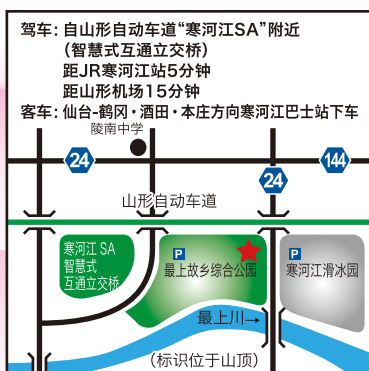 驾车：自山形自动车道“寒河江SA”附近
（智慧式互通立交桥）
距JR寒河江站5分钟
距山形机场15分钟
客车：仙台-鹤冈・酒田・本庄方向寒河江巴士站下车
陵南中学
24
144
24
山形自动车道
寒河江 SA
智慧式
互通立交桥
P
最上故乡综合公园
P
寒河江滑冰园
最上川→
（标识位于山顶）